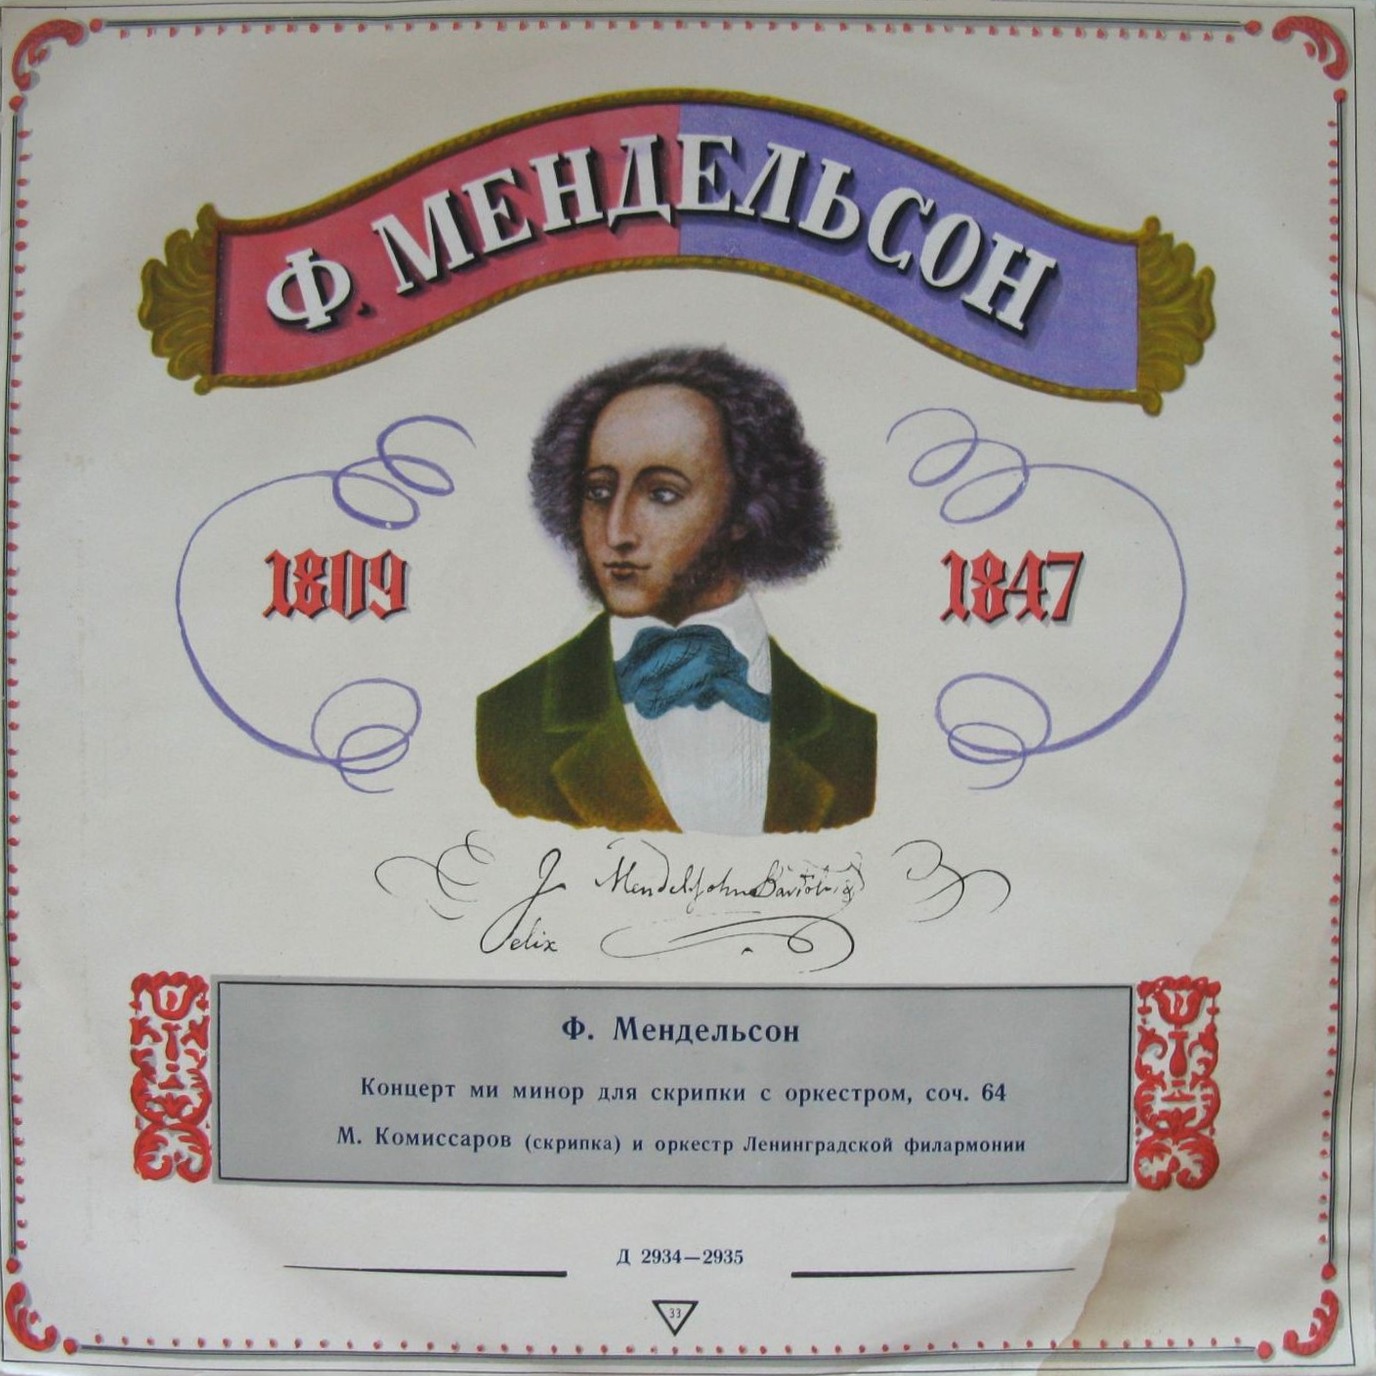 Ф. МЕНДЕЛЬСОН
1809
1847
J Mendelssohn Bartholdy
Felix
Ф. Мендельсон
Концерт ми минор для скрипки с оркестром, соч. 64
М. Комиссаров (скрипка) и оркестр Ленинградской филармонии
Д 2934—2935
33